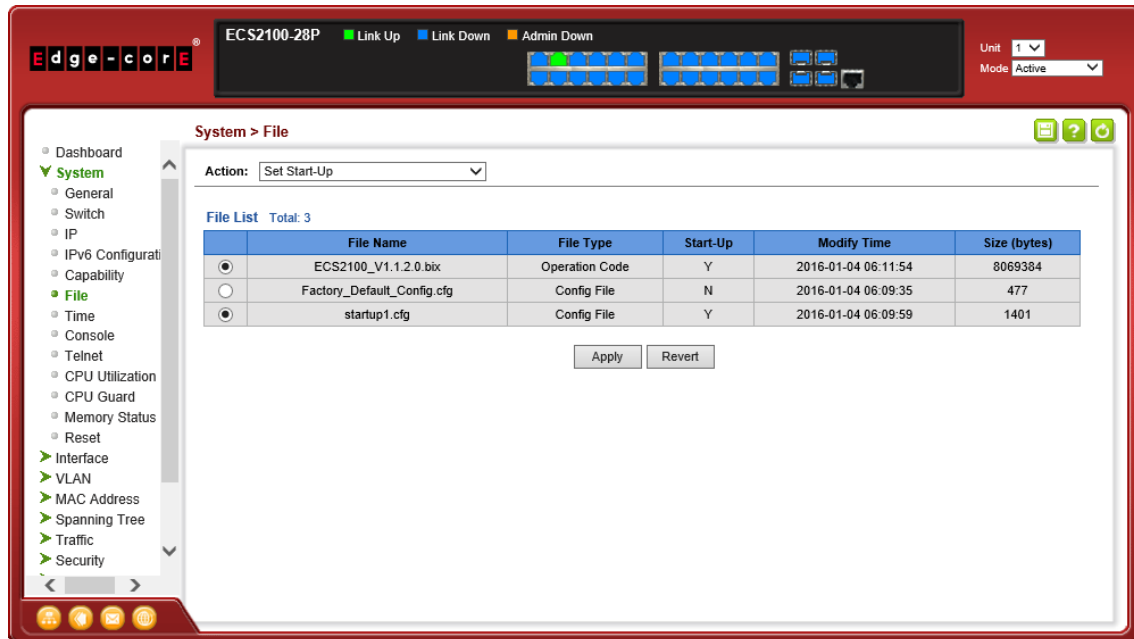 Edge-corE®
ECS2100-28P Link Up Link Down Admin Down
Unit 1
Mode Active
System > File
Action: Set Start-Up
File List Total: 3
File Name File Type Start-Up Modify Time Size (bytes)
ECS2100_V1.1.2.0.bix Operation Code Y 2016-01-04 06:11:54 8069384
Factory_Default_Config.cfg Config File N 2016-01-04 06:09:35 477
startup1.cfg Config File Y 2016-01-04 06:09:59 1401
Apply Revert
Dashboard
System
General
Switch
IP
IPv6 Configurati
Capability
File
Time
Console
Telnet
CPU Utilization
CPU Guard
Memory Status
Reset
Interface
VLAN
MAC Address
Spanning Tree
Traffic
Security